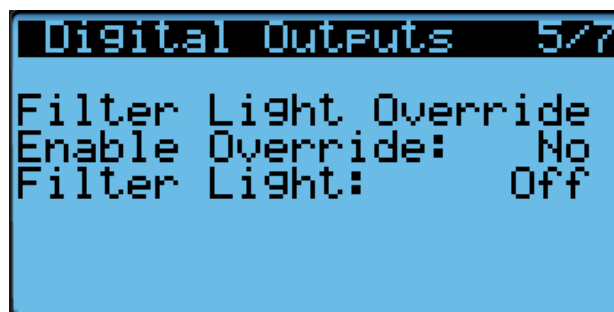 Digital Outputs 5/7
Filter Light Override
Enable Override: No
Filter Light: Off